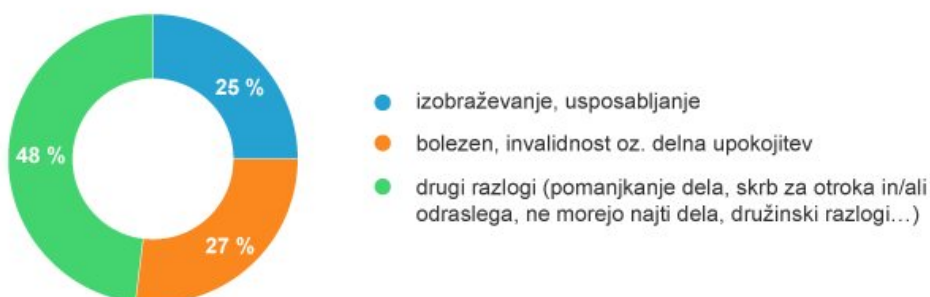 25 %
48 %
27 %
izobraževanje, usposabljanje
bolezen, invalidnost oz. delna upokojitev
drugi razlogi (pomanjkanje dela, skrb za otroka in/ali
odraslega, ne morejo najti dela, družinski razlogi…)